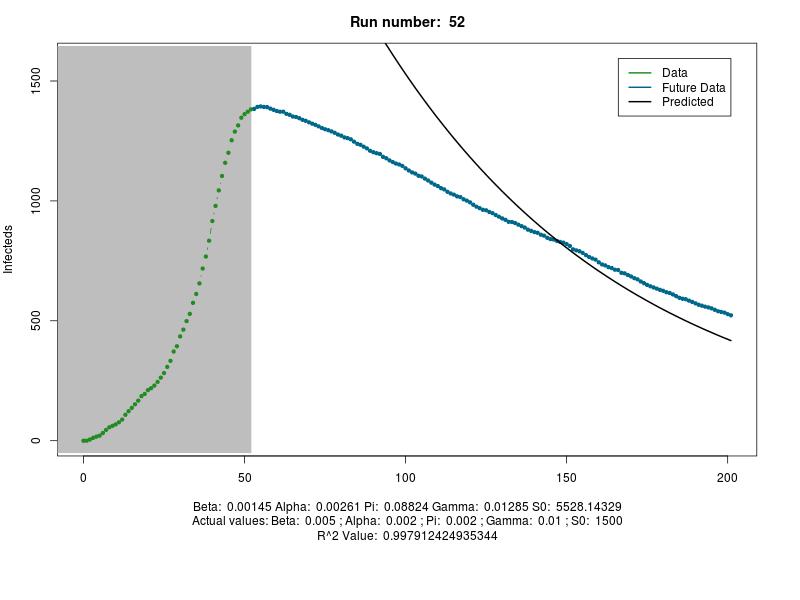 Run number: 52
Infecteds
1500
1000
500
0
Data
Future Data
Predicted
0 50 100 150 200
Beta: 0.00145 Alpha: 0.00261 Pi: 0.08824 Gamma: 0.01285 S0: 5528.14329
Actual values: Beta: 0.005 ; Alpha: 0.002 ; Pi: 0.002 ; Gamma: 0.01 ; S0: 1500
R^2 Value: 0.997912424935344